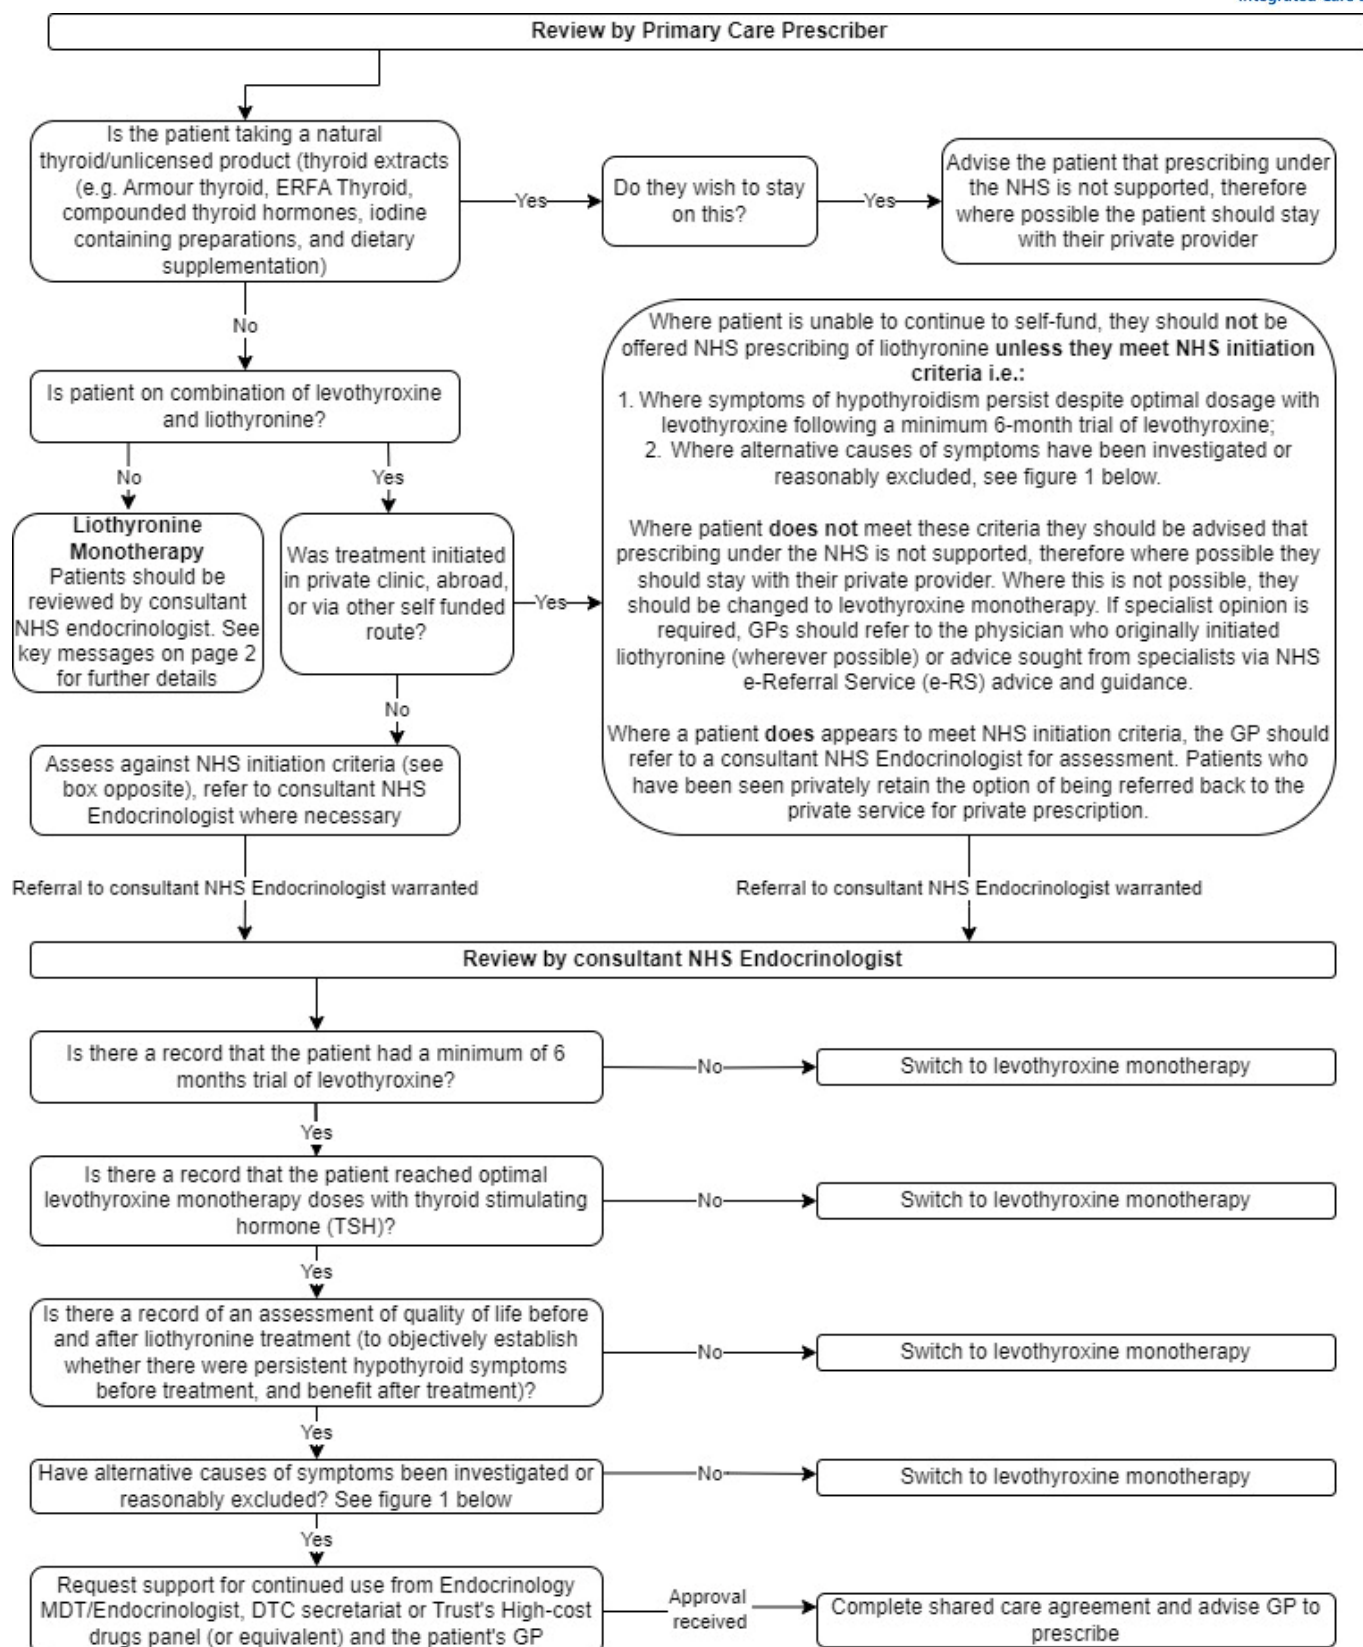 Review by Primary Care Prescriber
Is the patient taking a natural
thyroid/unlicensed product (thyroid extracts
(e.g. Armour thyroid, ERFA Thyroid,
compounded thyroid hormones, iodine
containing preparations, and dietary
supplementation)
Yes
Do they wish to stay
on this?
Yes
Advise the patient that prescribing under
the NHS is not supported, therefore
where possible the patient should stay
with their private provider
No
Is patient on combination of levothyroxine
and liothyronine?
No
Yes
Liothyronine
Monotherapy
Patients should be
reviewed by consultant
NHS endocrinologist. See
key messages on page 2
for further details
Was treatment initiated
in private clinic, abroad,
or via other self funded
route?
Yes
Where patient is unable to continue to self-fund, they should not be
offered NHS prescribing of liothyronine unless they meet NHS initiation
criteria i.e.:
1. Where symptoms of hypothyroidism persist despite optimal dosage with
levothyroxine following a minimum 6-month trial of levothyroxine;
2. Where alternative causes of symptoms have been investigated or
reasonably excluded, see figure 1 below.
Where patient does not meet these criteria they should be advised that
prescribing under the NHS is not supported, therefore where possible they
should stay with their private provider. Where this is not possible, they
should be changed to levothyroxine monotherapy. If specialist opinion is
required, GPs should refer to the physician who originally initiated
liothyronine (wherever possible) or advice sought from specialists via NHS
e-Referral Service (e-RS) advice and guidance.
Where a patient does appears to meet NHS initiation criteria, the GP should
refer to a consultant NHS Endocrinologist for assessment. Patients who
have been seen privately retain the option of being referred back to the
private service for private prescription.
No
Assess against NHS initiation criteria (see
box opposite), refer to consultant NHS
Endocrinologist where necessary
Referral to consultant NHS Endocrinologist warranted
Referral to consultant NHS Endocrinologist warranted
Review by consultant NHS Endocrinologist
Is there a record that the patient had a minimum of 6
months trial of levothyroxine?
No
Switch to levothyroxine monotherapy
Yes
Is there a record that the patient reached optimal
levothyroxine monotherapy doses with thyroid stimulating
hormone (TSH)?
No
Switch to levothyroxine monotherapy
Yes
Is there a record of an assessment of quality of life before
and after liothyronine treatment (to objectively establish
whether there were persistent hypothyroid symptoms
before treatment, and benefit after treatment)?
No
Switch to levothyroxine monotherapy
Yes
Have alternative causes of symptoms been investigated or
reasonably excluded? See figure 1 below
No
Switch to levothyroxine monotherapy
Yes
Request support for continued use from Endocrinology
MDT/Endocrinologist, DTC secretariat or Trust's High-cost
drugs panel (or equivalent) and the patient's GP
Approval
received
Complete shared care agreement and advise GP to
prescribe